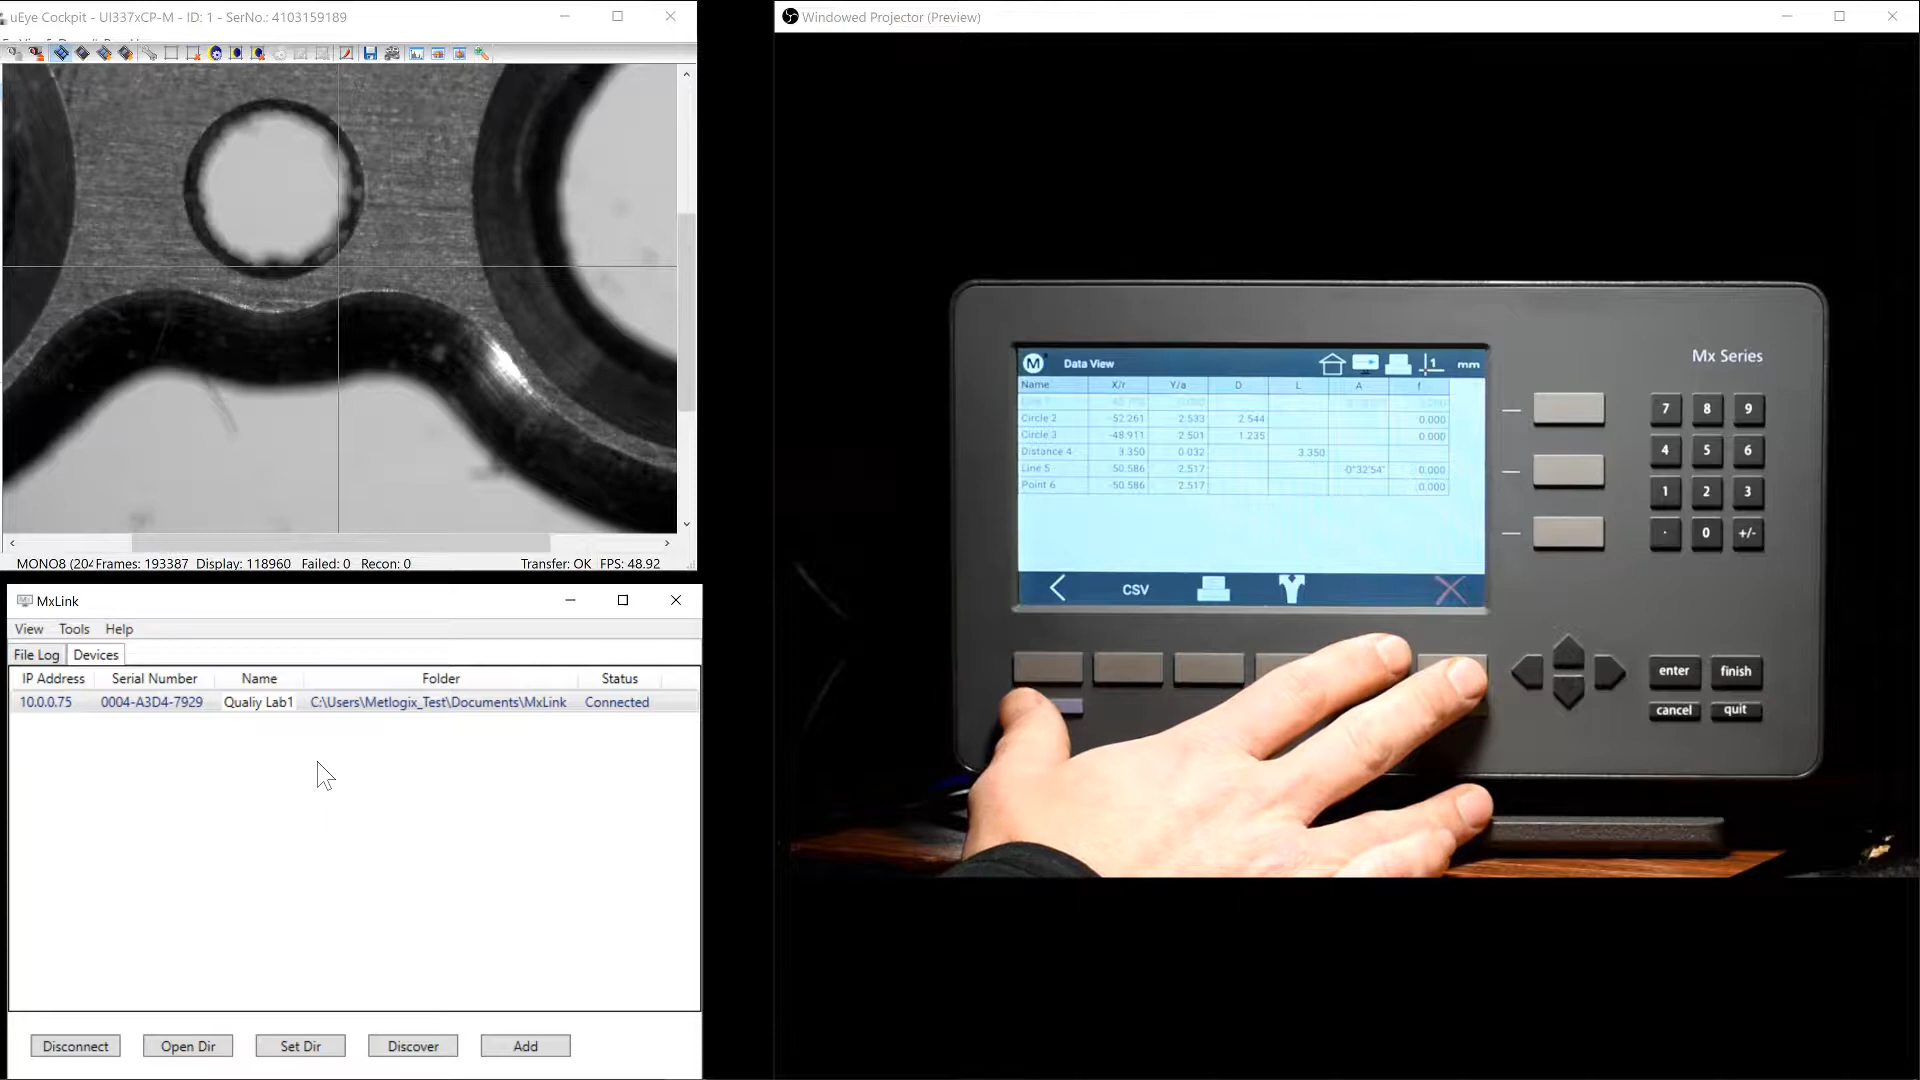 uEye Cockpit - UI337xCP-M - ID: 1 - SerNo.: 4103159189
MONO8 (204 Frames: 193387 Display: 118960 Failed: 0 Recon: 0 Transfer: OK FPS: 48.92
MxLink
View Tools Help
File Log Devices
IP Address Serial Number Name Folder Status
10.0.0.75 0004-A3D4-7929 Qualiy Lab1 C:\Users\Metlogix_Test\Documents\MxLink Connected
Disconnect Open Dir Set Dir Discover Add
Windowed Projector (Preview)
Mx Series
M Data View 1 mm
Name X/r Y/a D L A f
Circle 2 -52.261 2.533 2.544 0.000
Circle 3 -48.911 2.501 1.235 0.000
Distance 4 3.350 0.032 3.350
Line 5 50.586 2.517 -0°32'54" 0.000
Point 6 -50.586 2.517 0.000
CSV
7 8 9
4 5 6
1 2 3
. 0 +/-
enter finish
cancel quit